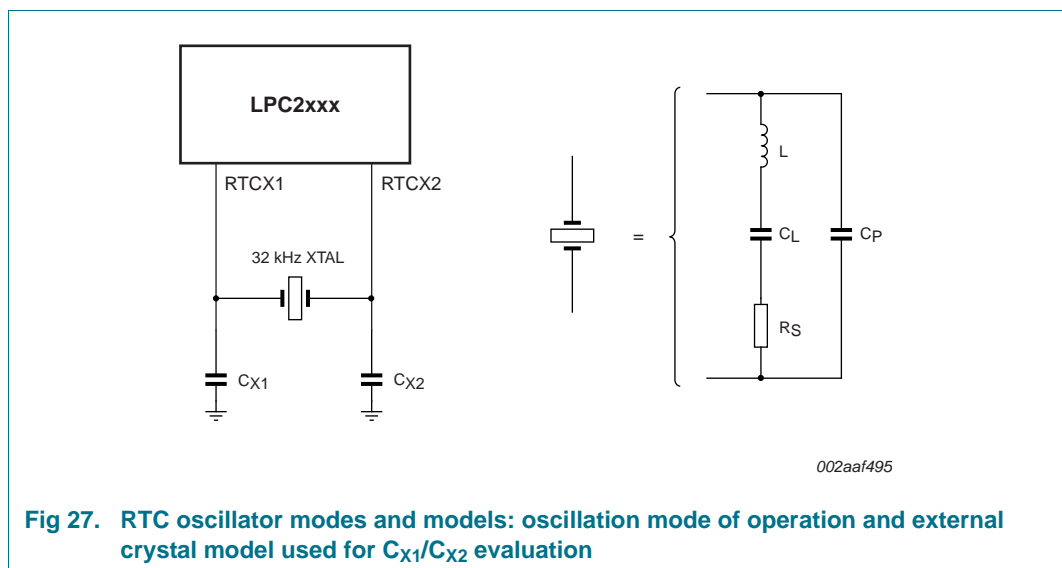 LPC2xxx
RTCX1
RTCX2
32 kHz XTAL
CX1
CX2
=
L
CL
CP
RS
002aaf495
Fig 27. RTC oscillator modes and models: oscillation mode of operation and external
crystal model used for CX1/CX2 evaluation